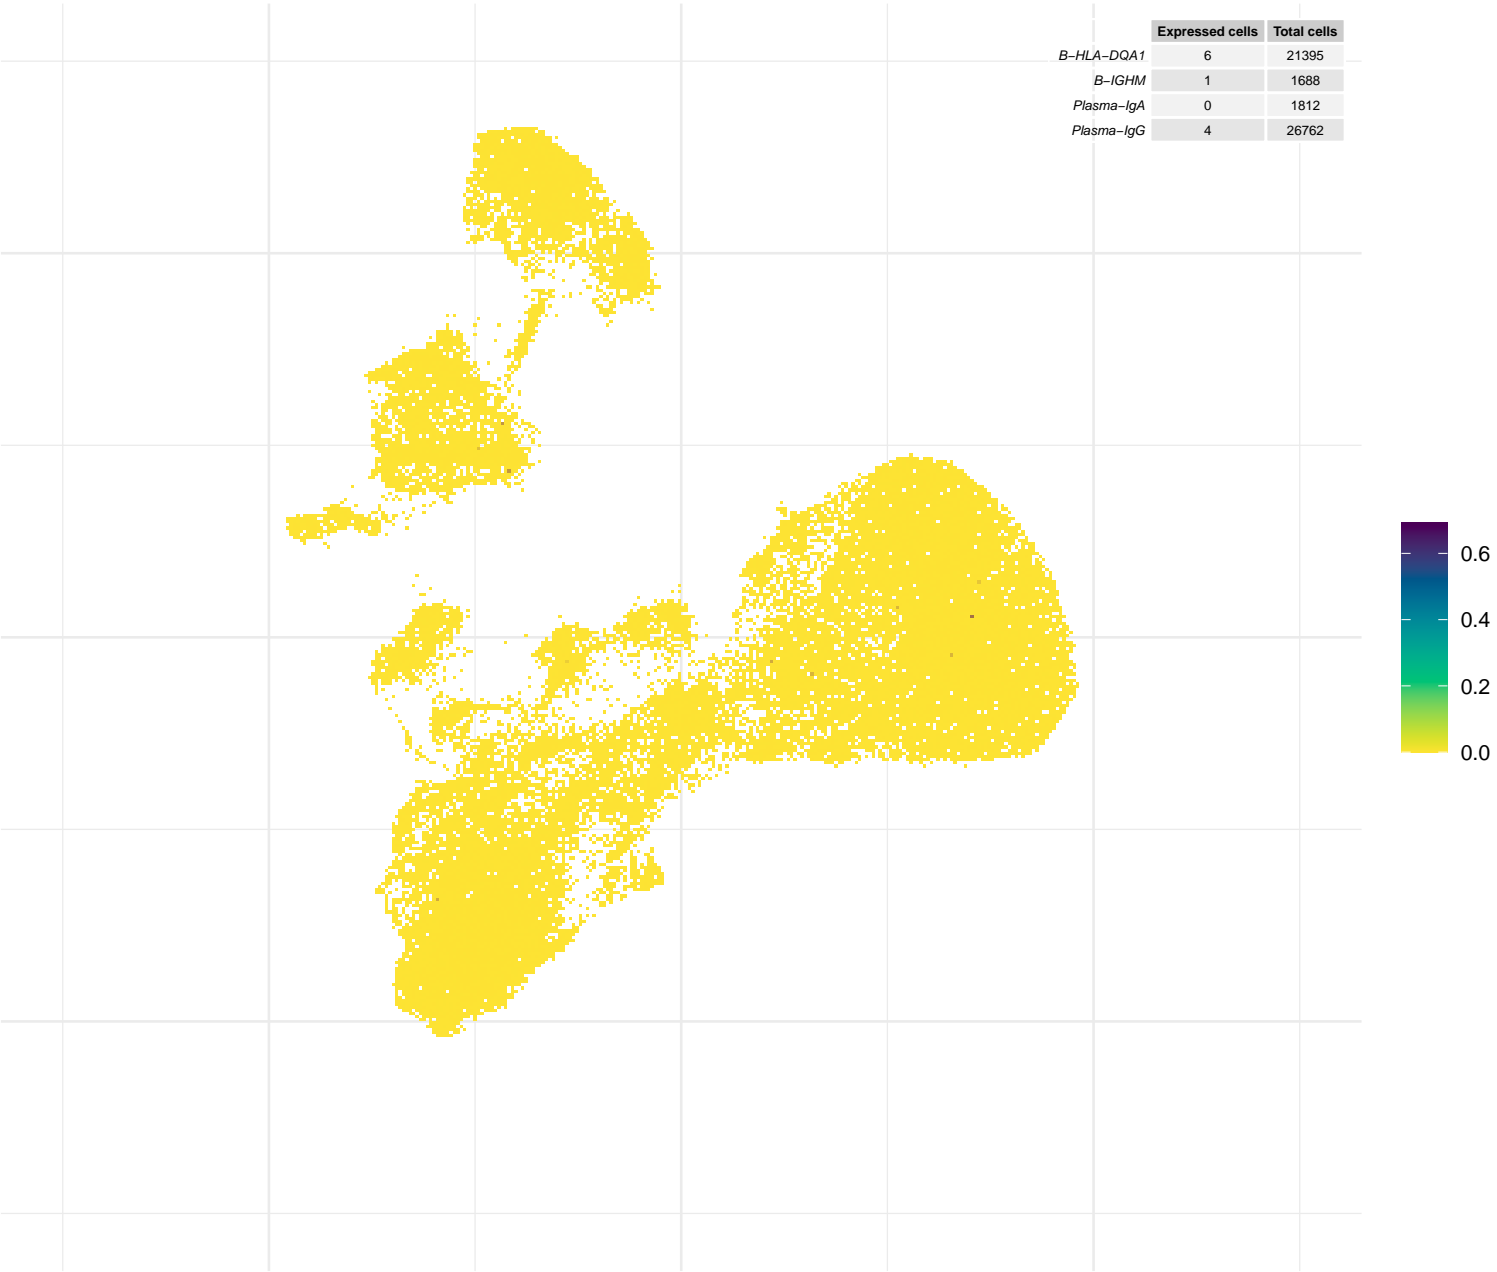 Expressed cells Total cells
B−HLA−DQA1 6 21395
B−IGHM 1 1688
Plasma−IgA 0 1812
Plasma−IgG 4 26762
0.6
0.4
0.2
0.0